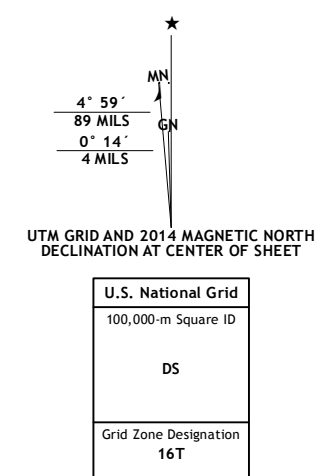 MN
4° 59´
89 MILS
GN
0° 14´
4 MILS
UTM GRID AND 2014 MAGNETIC NORTH
DECLINATION AT CENTER OF SHEET
U.S. National Grid
100,000-m Square ID
DS
Grid Zone Designation
16T